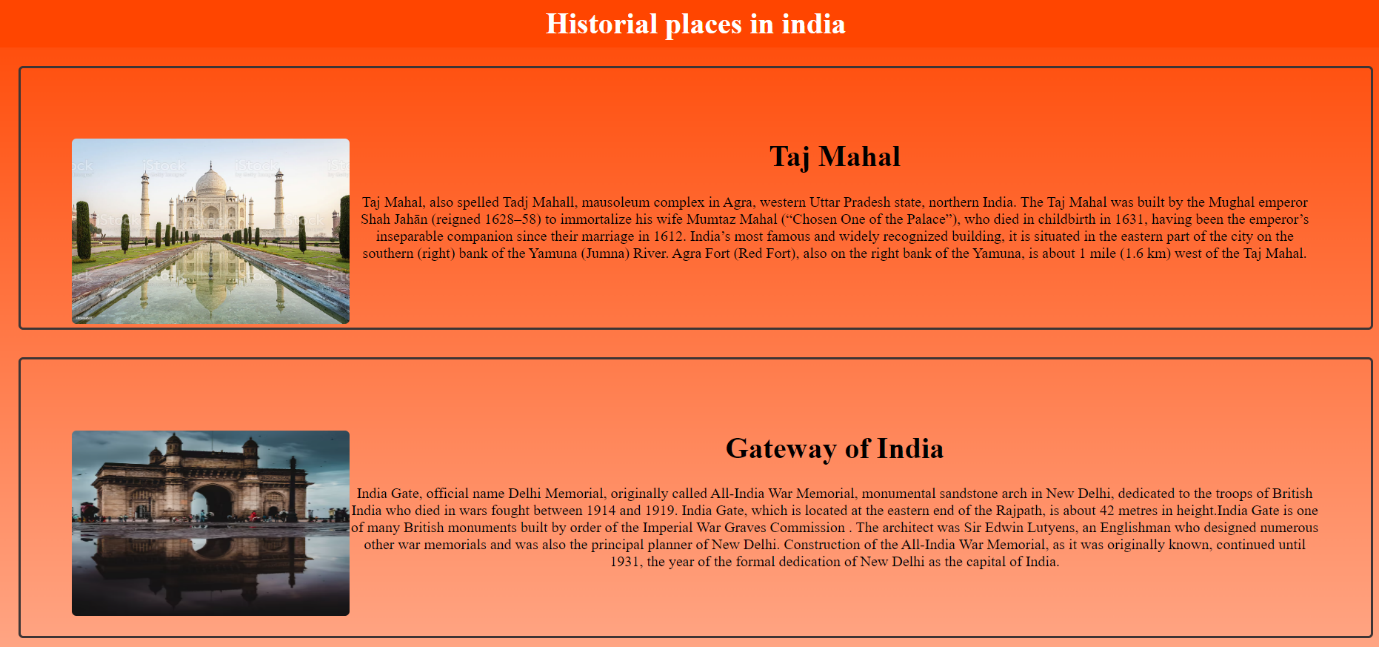 Historial places in india
Taj Mahal
Taj Mahal, also spelled Tadj Mahall, mausoleum complex in Agra, western Uttar Pradesh state, northern India. The Taj Mahal was built by the Mughal emperor
Shah Jahān (reigned 1628–58) to immortalize his wife Mumtaz Mahal (“Chosen One of the Palace”), who died in childbirth in 1631, having been the emperor’s
inseparable companion since their marriage in 1612. India’s most famous and widely recognized building, it is situated in the eastern part of the city on the
southern (right) bank of the Yamuna (Jumna) River. Agra Fort (Red Fort), also on the right bank of the Yamuna, is about 1 mile (1.6 km) west of the Taj Mahal.
Gateway of India
India Gate, official name Delhi Memorial, originally called All-India War Memorial, monumental sandstone arch in New Delhi, dedicated to the troops of British
India who died in wars fought between 1914 and 1919. India Gate, which is located at the eastern end of the Rajpath, is about 42 metres in height.India Gate is one
of many British monuments built by order of the Imperial War Graves Commission . The architect was Sir Edwin Lutyens, an Englishman who designed numerous
other war memorials and was also the principal planner of New Delhi. Construction of the All-India War Memorial, as it was originally known, continued until
1931, the year of the formal dedication of New Delhi as the capital of India.